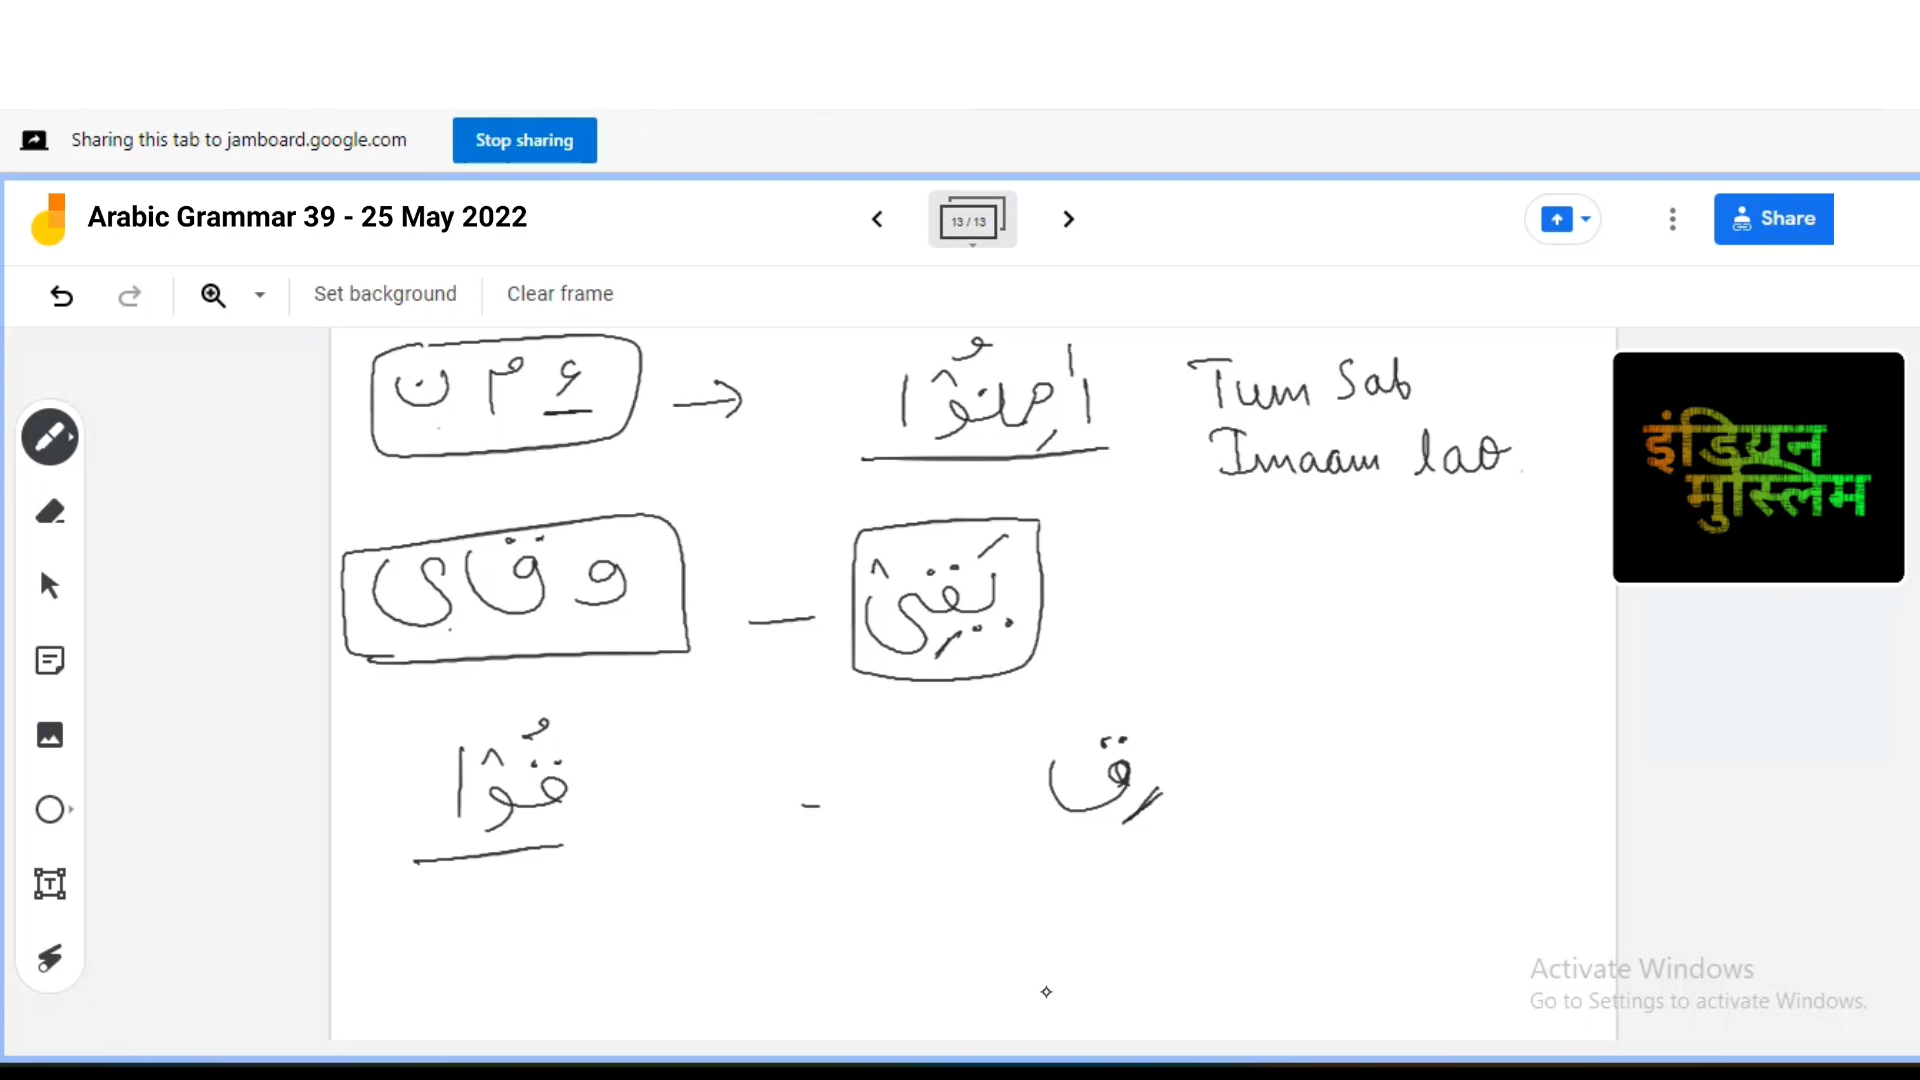 Sharing this tab to jamboard.google.com Stop sharing
Arabic Grammar 39 - 25 May 2022
13 / 13
Share
Set background Clear frame
ء م ن → اٰمِنُوْا Tum Sab
Imaam lao
इंडियन
मुस्लिम
و ق ى — يَقِىْ
قُوْا - قِ
Activate Windows
Go to Settings to activate Windows.